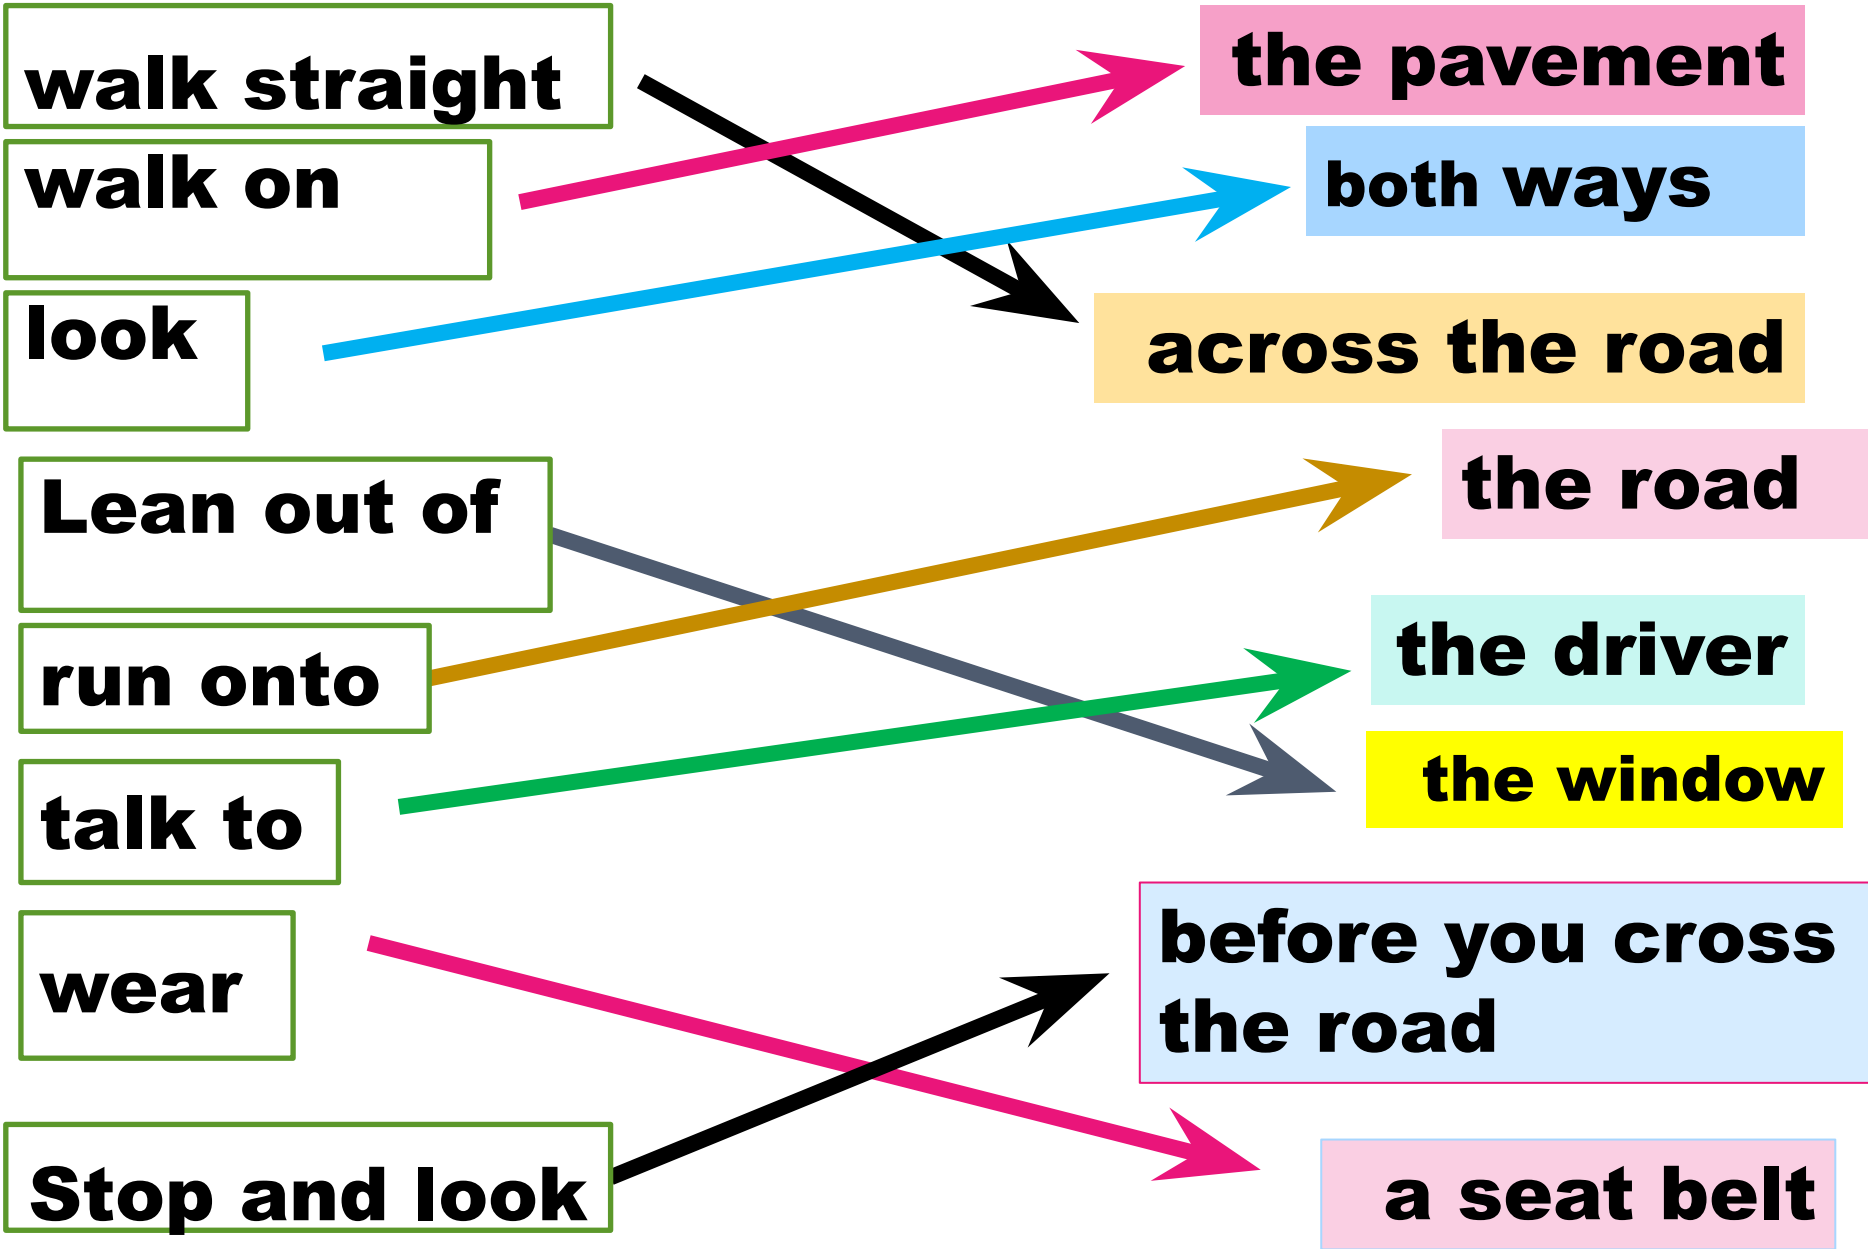 walk straight
walk on
look
Lean out of
run onto
talk to
wear
Stop and look
the pavement
both ways
across the road
the road
the driver
the window
before you cross
the road
a seat belt